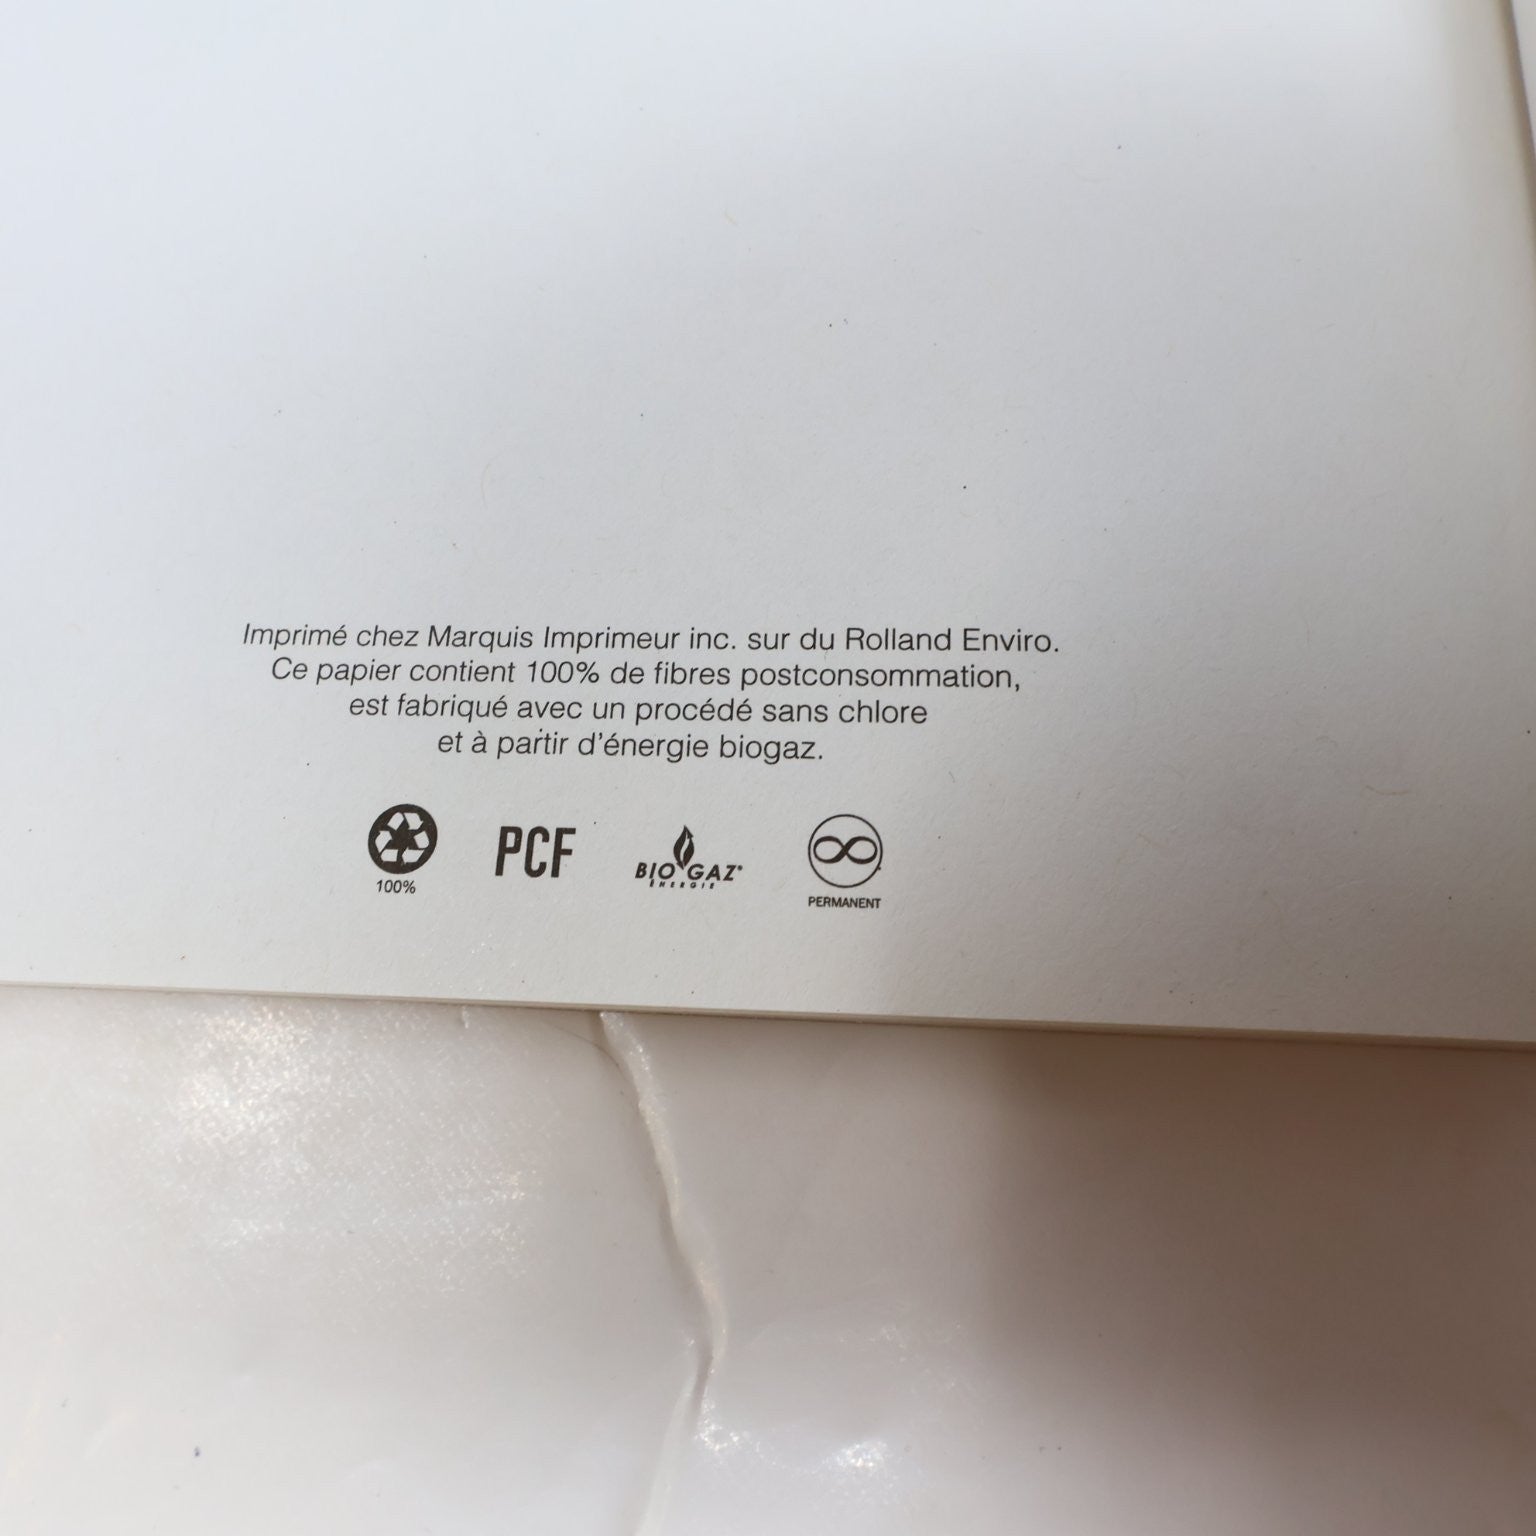 Imprimé chez Marquis Imprimeur inc. sur du Rolland Enviro.
Ce papier contient 100% de fibres postconsommation,
est fabriqué avec un procédé sans chlore
et à partir d'énergie biogaz.
100%
PCF
BIO GAZ
ÉNERGIE
PERMANENT